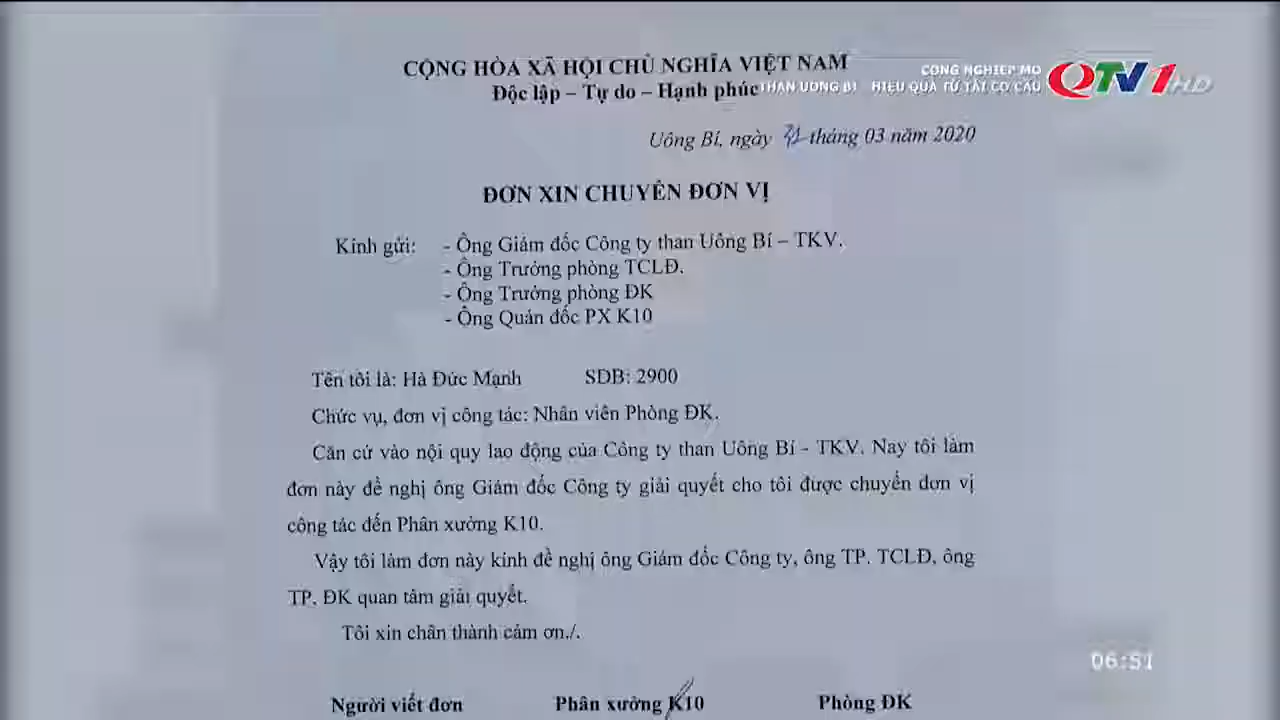 CỘNG HÒA XÃ HỘI CHỦ NGHĨA VIỆT NAM
Độc lập – Tự do – Hạnh phúc
CÔNG NGHIỆP MỎ
THAN UÔNG BÍ HIỆU QUẢ TỪ TÁI CƠ CẤU
QTV1 HD
Uông Bí, ngày tháng 03 năm 2020
ĐƠN XIN CHUYỂN ĐƠN VỊ
Kính gửi: - Ông Giám đốc Công ty than Uông Bí – TKV.
- Ông Trưởng phòng TCLĐ.
- Ông Trưởng phòng ĐK
- Ông Quản đốc PX K10
Tên tôi là: Hà Đức Mạnh SDB: 2900
Chức vụ, đơn vị công tác: Nhân viên Phòng ĐK.
Căn cứ vào nội quy lao động của Công ty than Uông Bí - TKV. Nay tôi làm
đơn này đề nghị ông Giám đốc Công ty giải quyết cho tôi được chuyển đơn vị
công tác đến Phân xưởng K10.
Vậy tôi làm đơn này kính đề nghị ông Giám đốc Công ty, ông TP. TCLĐ, ông
TP. ĐK quan tâm giải quyết.
Tôi xin chân thành cảm ơn./.
06:51
Người viết đơn Phân xưởng K10 Phòng ĐK